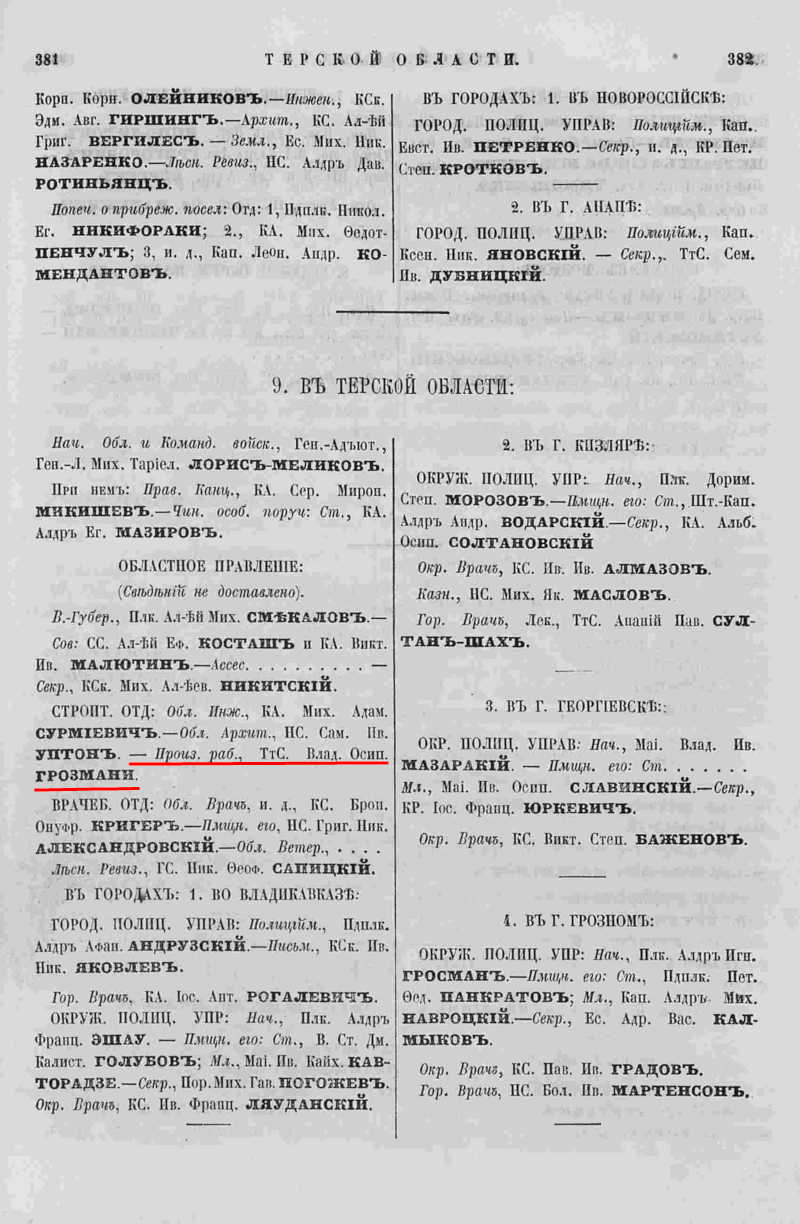 381
ТЕРСКОЙ ОБЛАСТИ.
382
Корп. Корн. ОЛЕЙНИКОВЪ.—Инжен., КСк.
Эдм. Авг. ГИРШИНГЪ.—Архит., КС. Ал-ѣй
Григ. ВЕРГИЛЕСЪ. — Земл., Ес. Мих. Ник.
НАЗАРЕНКО.—Лѣсн. Ревиз., НС. Алдръ Дав.
РОТИНЬЯНЦЪ.
Попеч. о прибреж. посел: Отд: 1, Пдплк. Никол.
Ег. НИКИФОРАКИ; 2., КА. Мих. Ѳедот-
ПЕНЧУЛЪ; 3, и. д., Кап. Леон. Андр. КО-
МЕНДАНТОВЪ.
ВЪ ГОРОДАХЪ: 1. ВЪ НОВОРОССІЙСКѢ:
ГОРОД. ПОЛИЦ. УПРАВ: Полиційм., Кап.
Евст. Ив. ПЕТРЕНКО.—Секр., и. д., КР. Пет.
Степ. КРОТКОВЪ.
2. ВЪ Г. АНАПѢ:
ГОРОД. ПОЛИЦ. УПРАВ: Полиційм., Кап.
Ксен. Ник. ЯНОВСКІЙ. — Секр., ТтС. Сем.
Ив. ДУБНИЦКІЙ.
9. ВЪ ТЕРСКОЙ ОБЛАСТИ:
Нач. Обл. и Команд. войск., Ген.-Адъют.,
Ген.-Л. Мих. Таріел. ЛОРИСЪ-МЕЛИКОВЪ.
При немъ: Прав. Канц., КА. Сер. Мирон.
МИКИШЕВЪ.—Чин. особ. поруч: Ст., КА.
Алдръ Ег. МАЗИРОВЪ.
ОБЛАСТНОЕ ПРАВЛЕНІЕ:
(Свѣдѣній не доставлено).
В.-Губер., Плк. Ал-ѣй Мих. СМѢКАЛОВЪ.—
Сов: СС. Ал-ѣй Еф. КОСТАШЪ и КА. Викт.
Ив. МАЛЮТИНЪ.—Ассес. . . . . . . . . . . —
Секр., КСк. Мих. Ал-ѣев. НИКИТСКІЙ.
СТРОИТ. ОТД: Обл. Инж., КА. Мих. Адам.
СУРМІЕВИЧЪ.—Обл. Архит., НС. Сам. Ив.
УПТОНЪ. — Произ. раб., ТтС. Влад. Осип.
ГРОЗМАНИ.
ВРАЧЕБ. ОТД: Обл. Врачъ, и. д., КС. Брон.
Онуфр. КРИГЕРЪ.—Пмщн. его, НС. Григ. Ник.
АЛЕКСАНДРОВСКІЙ.—Обл. Ветер., . . . .
Лѣсн. Ревиз., ГС. Ник. Ѳеоф. САПИЦКІЙ.
ВЪ ГОРОДАХЪ: 1. ВО ВЛАДИКАВКАЗѢ:
ГОРОД. ПОЛИЦ. УПРАВ: Полиційм., Пдплк.
Алдръ Афан. АНДРУЗСКІЙ.—Письм., КСк. Ив.
Ник. ЯКОВЛЕВЪ.
Гор. Врачъ, КА. Іос. Ант. РОГАЛЕВИЧЪ.
ОКРУЖ. ПОЛИЦ. УПР: Нач., Плк. Алдръ
Франц. ЭШАУ. — Пмщн. его: Ст., В. Ст. Дм.
Калист. ГОЛУБОВЪ; Мл., Маі. Ив. Кайх. КАВ-
ТОРАДЗЕ.—Секр., Пор. Мих. Гав. ПОГОЖЕВЪ.
Окр. Врачъ, КС. Ив. Франц. ЛЯУДАНСКІЙ.
2. ВЪ Г. КИЗЛЯРѢ:
ОКРУЖ. ПОЛИЦ. УПР: Нач., Плк. Дорим.
Степ. МОРОЗОВЪ.—Пмщн. его: Ст., Шт.-Кап.
Алдръ Андр. ВОДАРСКІЙ.—Секр., КА. Альб.
Осип. СОЛТАНОВСКІЙ
Окр. Врачъ, КС. Ив. Ив. АЛМАЗОВЪ.
Казн., НС. Мих. Як. МАСЛОВЪ.
Гор. Врачъ, Лек., ТтС. Ананій Пав. СУЛ-
ТАНЪ-ШАХЪ.
3. ВЪ Г. ГЕОРГІЕВСКѢ:
ОКР. ПОЛИЦ. УПРАВ: Нач., Маі. Влад. Ив.
МАЗАРАКІЙ. — Пмщн. его: Ст. . . . . . .
Мл., Маі. Ив. Осип. СЛАВИНСКІЙ.—Секр.,
КР. Іос. Франц. ЮРКЕВИЧЪ.
Окр. Врачъ, КС. Викт. Степ. БАЖЕНОВЪ.
4. ВЪ Г. ГРОЗНОМЪ:
ОКРУЖ. ПОЛИЦ. УПР: Нач., Плк. Алдръ Игн.
ГРОСМАНЪ.—Пмщн. его: Ст., Пдплк. Пет.
Ѳед. ПАНКРАТОВЪ; Мл., Кап. Алдръ Мих.
НАВРОЦКІЙ.—Секр., Ес. Адр. Вас. КАЛ-
МЫКОВЪ.
Окр. Врачъ, КС. Пав. Ив. ГРАДОВЪ.
Гор. Врачъ, НС. Бол. Ив. МАРТЕНСОНЪ.